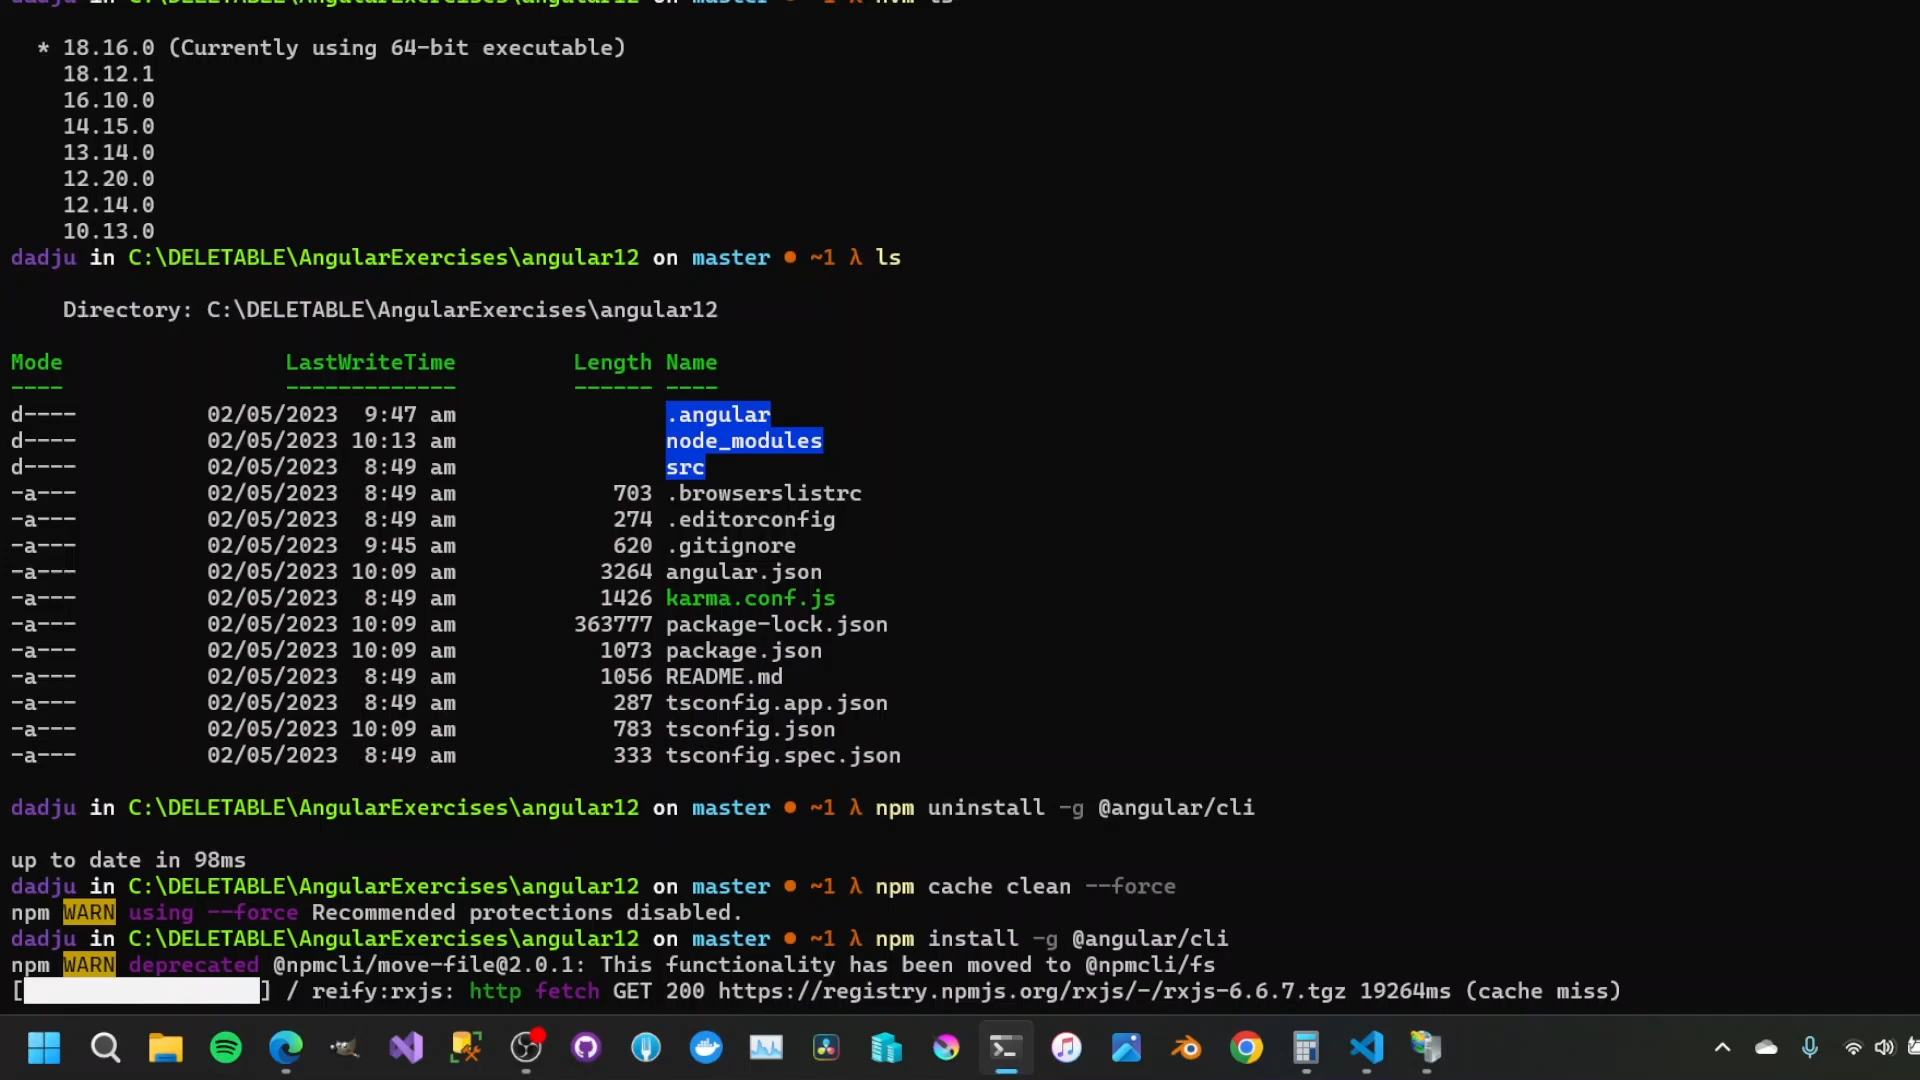 dadju in C:\DELETABLE\AngularExercises\angular12 on master ● ~1 λ nvm ls
* 18.16.0 (Currently using 64-bit executable)
18.12.1
16.10.0
14.15.0
13.14.0
12.20.0
12.14.0
10.13.0
dadju in C:\DELETABLE\AngularExercises\angular12 on master ● ~1 λ ls
Directory: C:\DELETABLE\AngularExercises\angular12
Mode LastWriteTime Length Name
---- ------------- ------ ----
d---- 02/05/2023 9:47 am .angular
d---- 02/05/2023 10:13 am node_modules
d---- 02/05/2023 8:49 am src
-a--- 02/05/2023 8:49 am 703 .browserslistrc
-a--- 02/05/2023 8:49 am 274 .editorconfig
-a--- 02/05/2023 9:45 am 620 .gitignore
-a--- 02/05/2023 10:09 am 3264 angular.json
-a--- 02/05/2023 8:49 am 1426 karma.conf.js
-a--- 02/05/2023 10:09 am 363777 package-lock.json
-a--- 02/05/2023 10:09 am 1073 package.json
-a--- 02/05/2023 8:49 am 1056 README.md
-a--- 02/05/2023 8:49 am 287 tsconfig.app.json
-a--- 02/05/2023 10:09 am 783 tsconfig.json
-a--- 02/05/2023 8:49 am 333 tsconfig.spec.json
dadju in C:\DELETABLE\AngularExercises\angular12 on master ● ~1 λ npm uninstall -g @angular/cli
up to date in 98ms
dadju in C:\DELETABLE\AngularExercises\angular12 on master ● ~1 λ npm cache clean --force
npm WARN using --force Recommended protections disabled.
dadju in C:\DELETABLE\AngularExercises\angular12 on master ● ~1 λ npm install -g @angular/cli
npm WARN deprecated @npmcli/move-file@2.0.1: This functionality has been moved to @npmcli/fs
[ ] / reify:rxjs: http fetch GET 200 https://registry.npmjs.org/rxjs/-/rxjs-6.6.7.tgz 19264ms (cache miss)